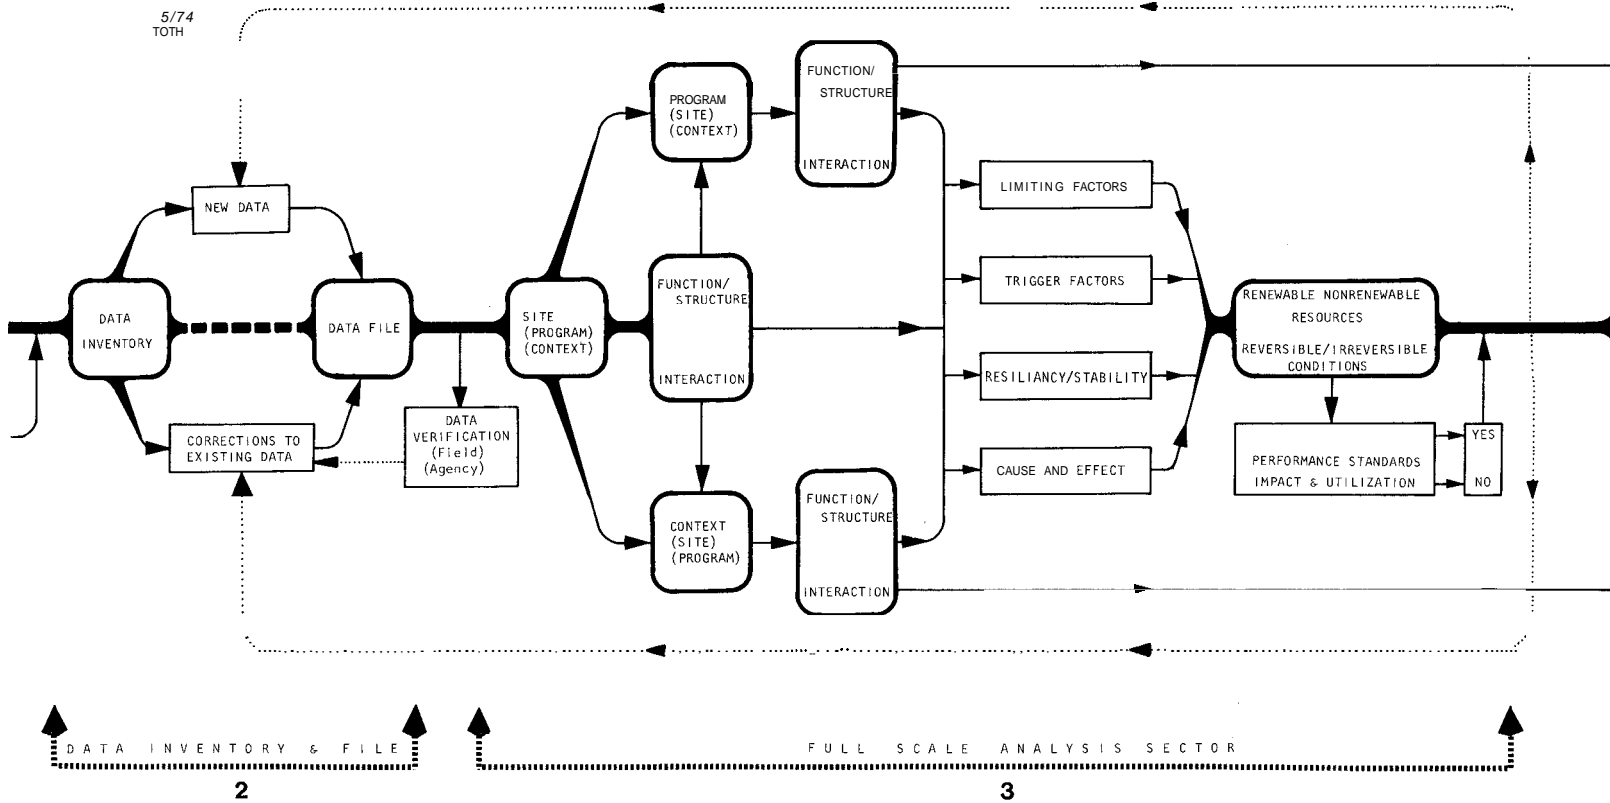 5/74
TOTH
NEW DATA
DATA
INVENTORY
DATA FILE
CORRECTIONS TO
EXISTING DATA
DATA
VERIFICATION
(Field)
(Agency)
SITE
(PROGRAM)
(CONTEXT)
PROGRAM
(SITE)
(CONTEXT)
FUNCTION/
STRUCTURE
INTERACTION
CONTEXT
(SITE)
(PROGRAM)
FUNCTION/
STRUCTURE
INTERACTION
FUNCTION/
STRUCTURE
INTERACTION
LIMITING FACTORS
TRIGGER FACTORS
RESILIANCY/STABILITY
CAUSE AND EFFECT
RENEWABLE NONRENEWABLE
RESOURCES
REVERSIBLE/IRREVERSIBLE
CONDITIONS
PERFORMANCE STANDARDS
IMPACT & UTILIZATION
YES
NO
DATA INVENTORY & FILE
2
FULL SCALE ANALYSIS SECTOR
3